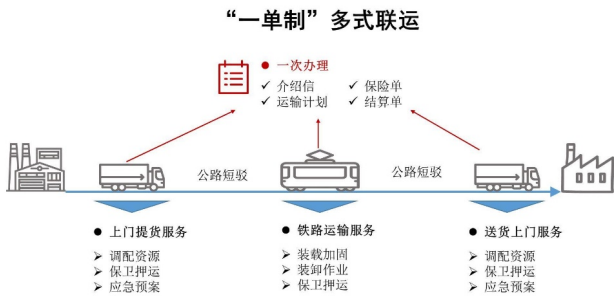 “一单制”多式联运
● 一次办理
✓ 介绍信 ✓ 保险单
✓ 运输计划 ✓ 结算单
公路短驳 公路短驳
● 上门提货服务
➢ 调配资源
➢ 保卫押运
➢ 应急预案
● 铁路运输服务
➢ 装载加固
➢ 装卸作业
➢ 保卫押运
● 送货上门服务
➢ 调配资源
➢ 保卫押运
➢ 应急预案